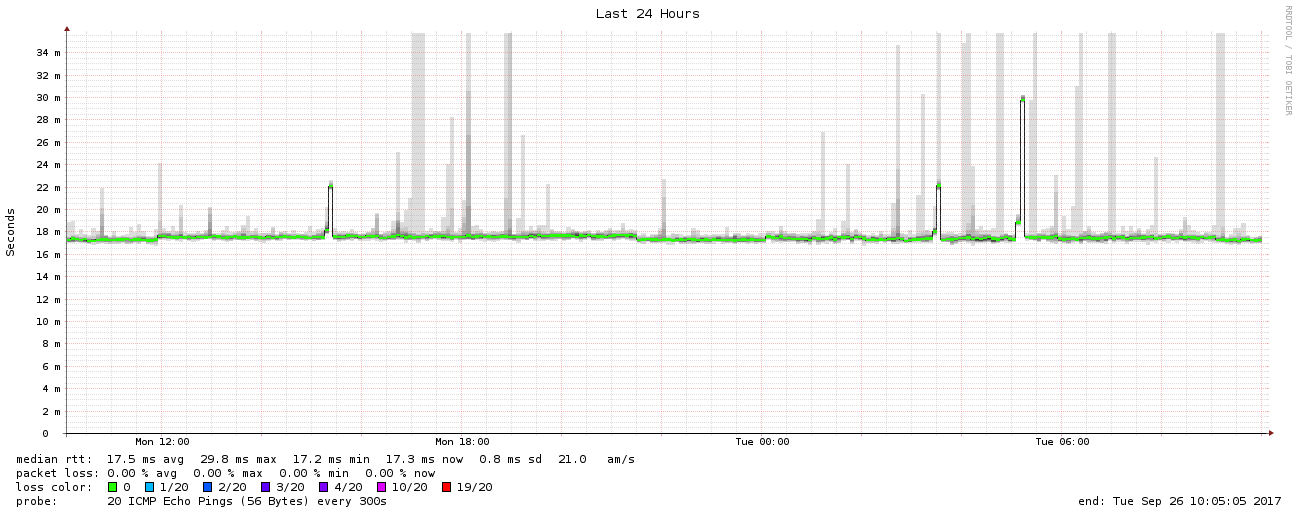 Last 24 Hours
RRDTOOL / TOBI OETIKER
Seconds
34 m
32 m
30 m
28 m
26 m
24 m
22 m
20 m
18 m
16 m
14 m
12 m
10 m
8 m
6 m
4 m
2 m
0
Mon 12:00 Mon 18:00 Tue 00:00 Tue 06:00
median rtt: 17.5 ms avg 29.8 ms max 17.2 ms min 17.3 ms now 0.8 ms sd 21.0 am/s
packet loss: 0.00 % avg 0.00 % max 0.00 % min 0.00 % now
loss color: 0 1/20 2/20 3/20 4/20 10/20 19/20
probe: 20 ICMP Echo Pings (56 Bytes) every 300s end: Tue Sep 26 10:05:05 2017